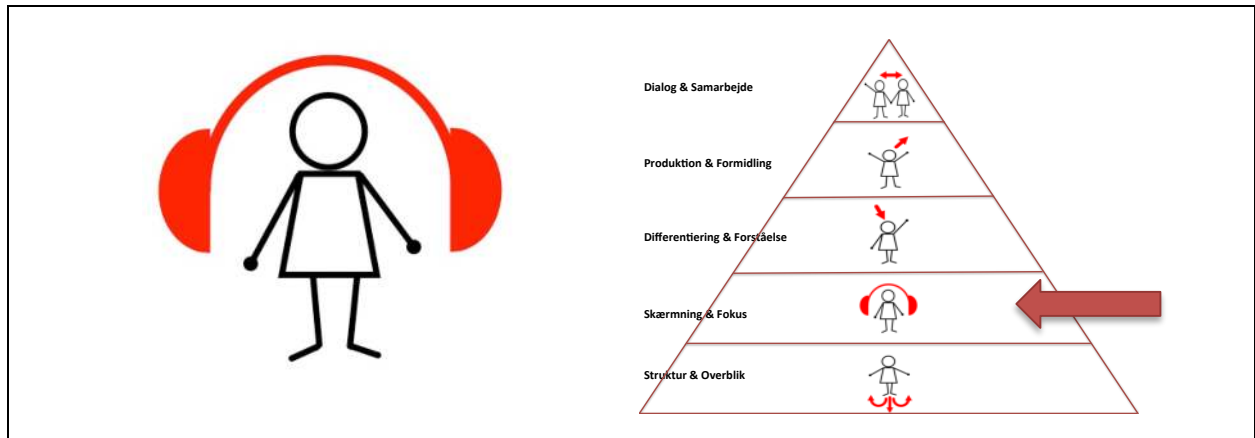 Dialog & Samarbejde
Produktion & Formidling
Differentiering & Forståelse
Skærmning & Fokus
Struktur & Overblik